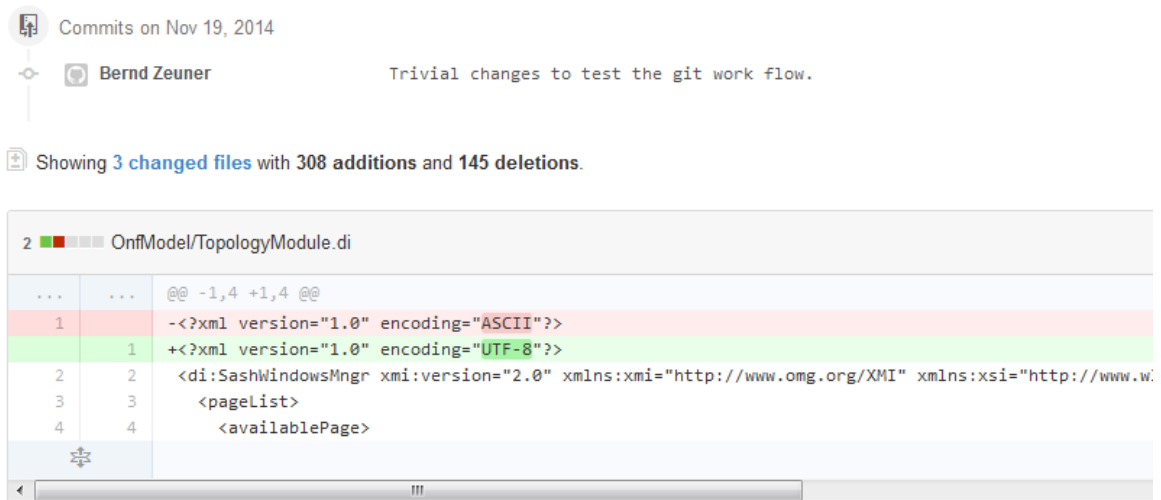 Commits on Nov 19, 2014
Bernd Zeuner Trivial changes to test the git work flow.
Showing 3 changed files with 308 additions and 145 deletions.
2 OnfModel/TopologyModule.di
... ... @@ -1,4 +1,4 @@
1 -<?xml version="1.0" encoding="ASCII"?>
1 +<?xml version="1.0" encoding="UTF-8"?>
2 2 <di:SashWindowsMngr xmi:version="2.0" xmlns:xmi="http://www.omg.org/XMI" xmlns:xsi="http://www.w
3 3 <pageList>
4 4 <availablePage>